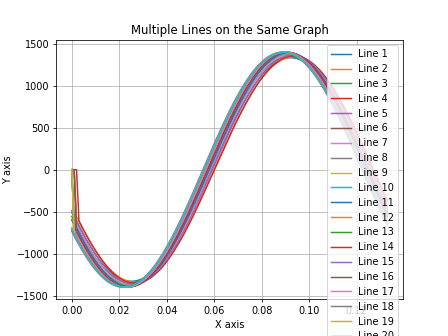 Multiple Lines on the Same Graph
1500
1000
500
0
−500
−1000
−1500
Y axis
0.00
0.02
0.04
0.06
0.08
0.10
X axis
Line 1
Line 2
Line 3
Line 4
Line 5
Line 6
Line 7
Line 8
Line 9
Line 10
Line 11
Line 12
Line 13
Line 14
Line 15
Line 16
Line 17
Line 18
Line 19
Line 20